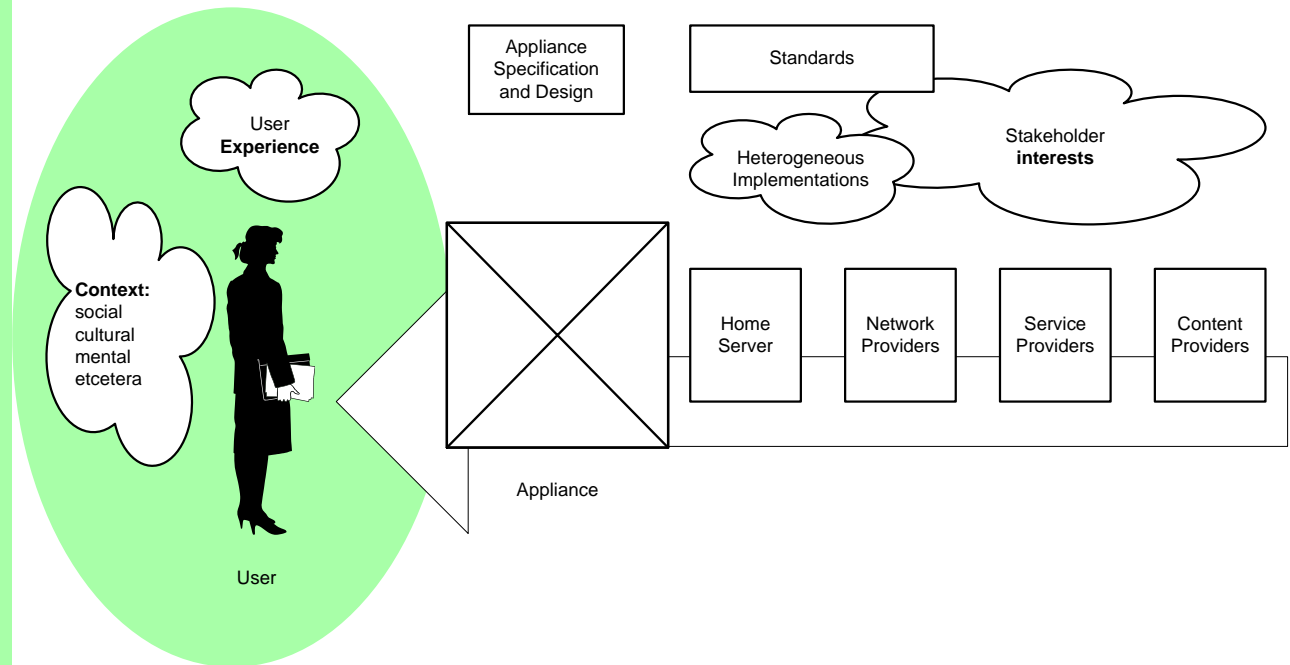 User
Experience
Context:
social
cultural
mental
etcetera
User
Appliance
Specification
and Design
Standards
Heterogeneous
Implementations
Stakeholder
interests
Home
Server
Network
Providers
Service
Providers
Content
Providers
Appliance